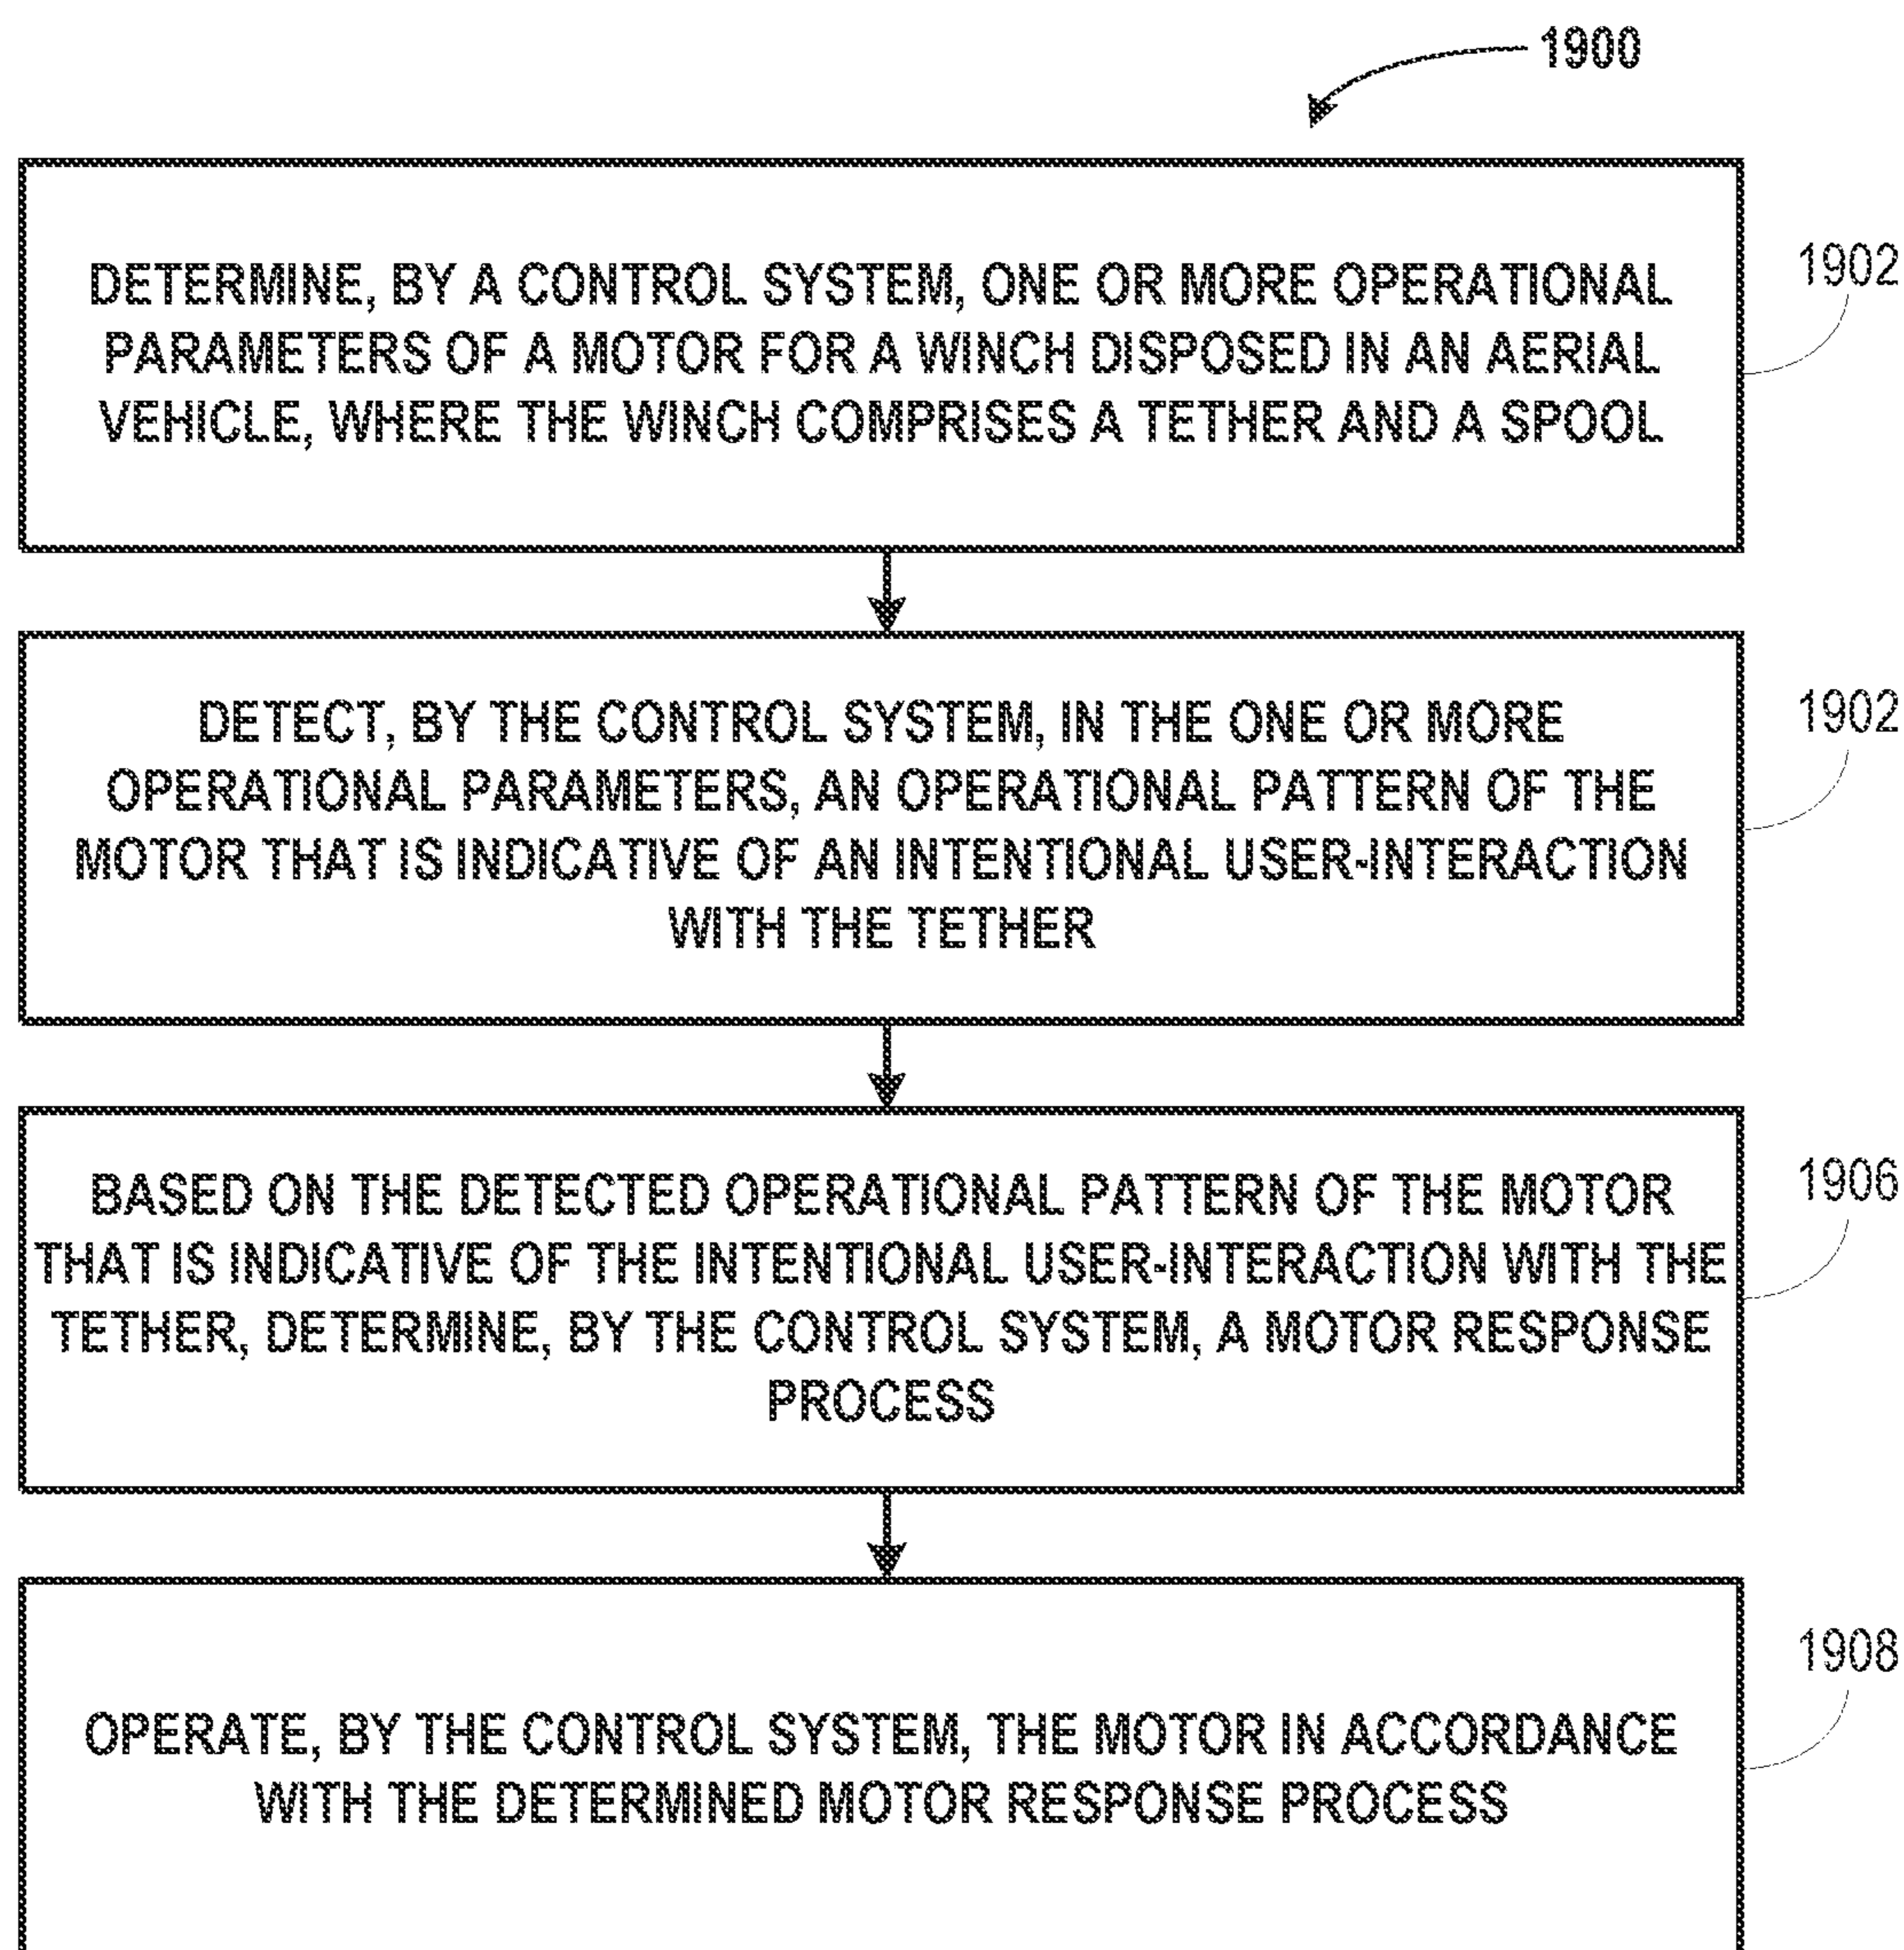 1900
DETERMINE, BY A CONTROL SYSTEM, ONE OR MORE OPERATIONAL
PARAMETERS OF A MOTOR FOR A WINCH DISPOSED IN AN AERIAL
VEHICLE, WHERE THE WINCH COMPRISES A TETHER AND A SPOOL
1902
DETECT, BY THE CONTROL SYSTEM, IN THE ONE OR MORE
OPERATIONAL PARAMETERS, AN OPERATIONAL PATTERN OF THE
MOTOR THAT IS INDICATIVE OF AN INTENTIONAL USER-INTERACTION
WITH THE TETHER
1902
BASED ON THE DETECTED OPERATIONAL PATTERN OF THE MOTOR
THAT IS INDICATIVE OF THE INTENTIONAL USER-INTERACTION WITH THE
TETHER, DETERMINE, BY THE CONTROL SYSTEM, A MOTOR RESPONSE
PROCESS
1906
OPERATE, BY THE CONTROL SYSTEM, THE MOTOR IN ACCORDANCE
WITH THE DETERMINED MOTOR RESPONSE PROCESS
1908